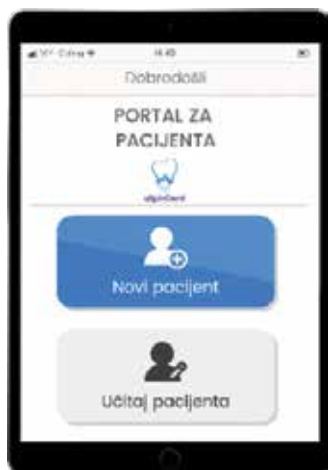 Dobrodošli
PORTAL ZA
PACIJENTA
Novi pacijent
Učitaj pacijenta